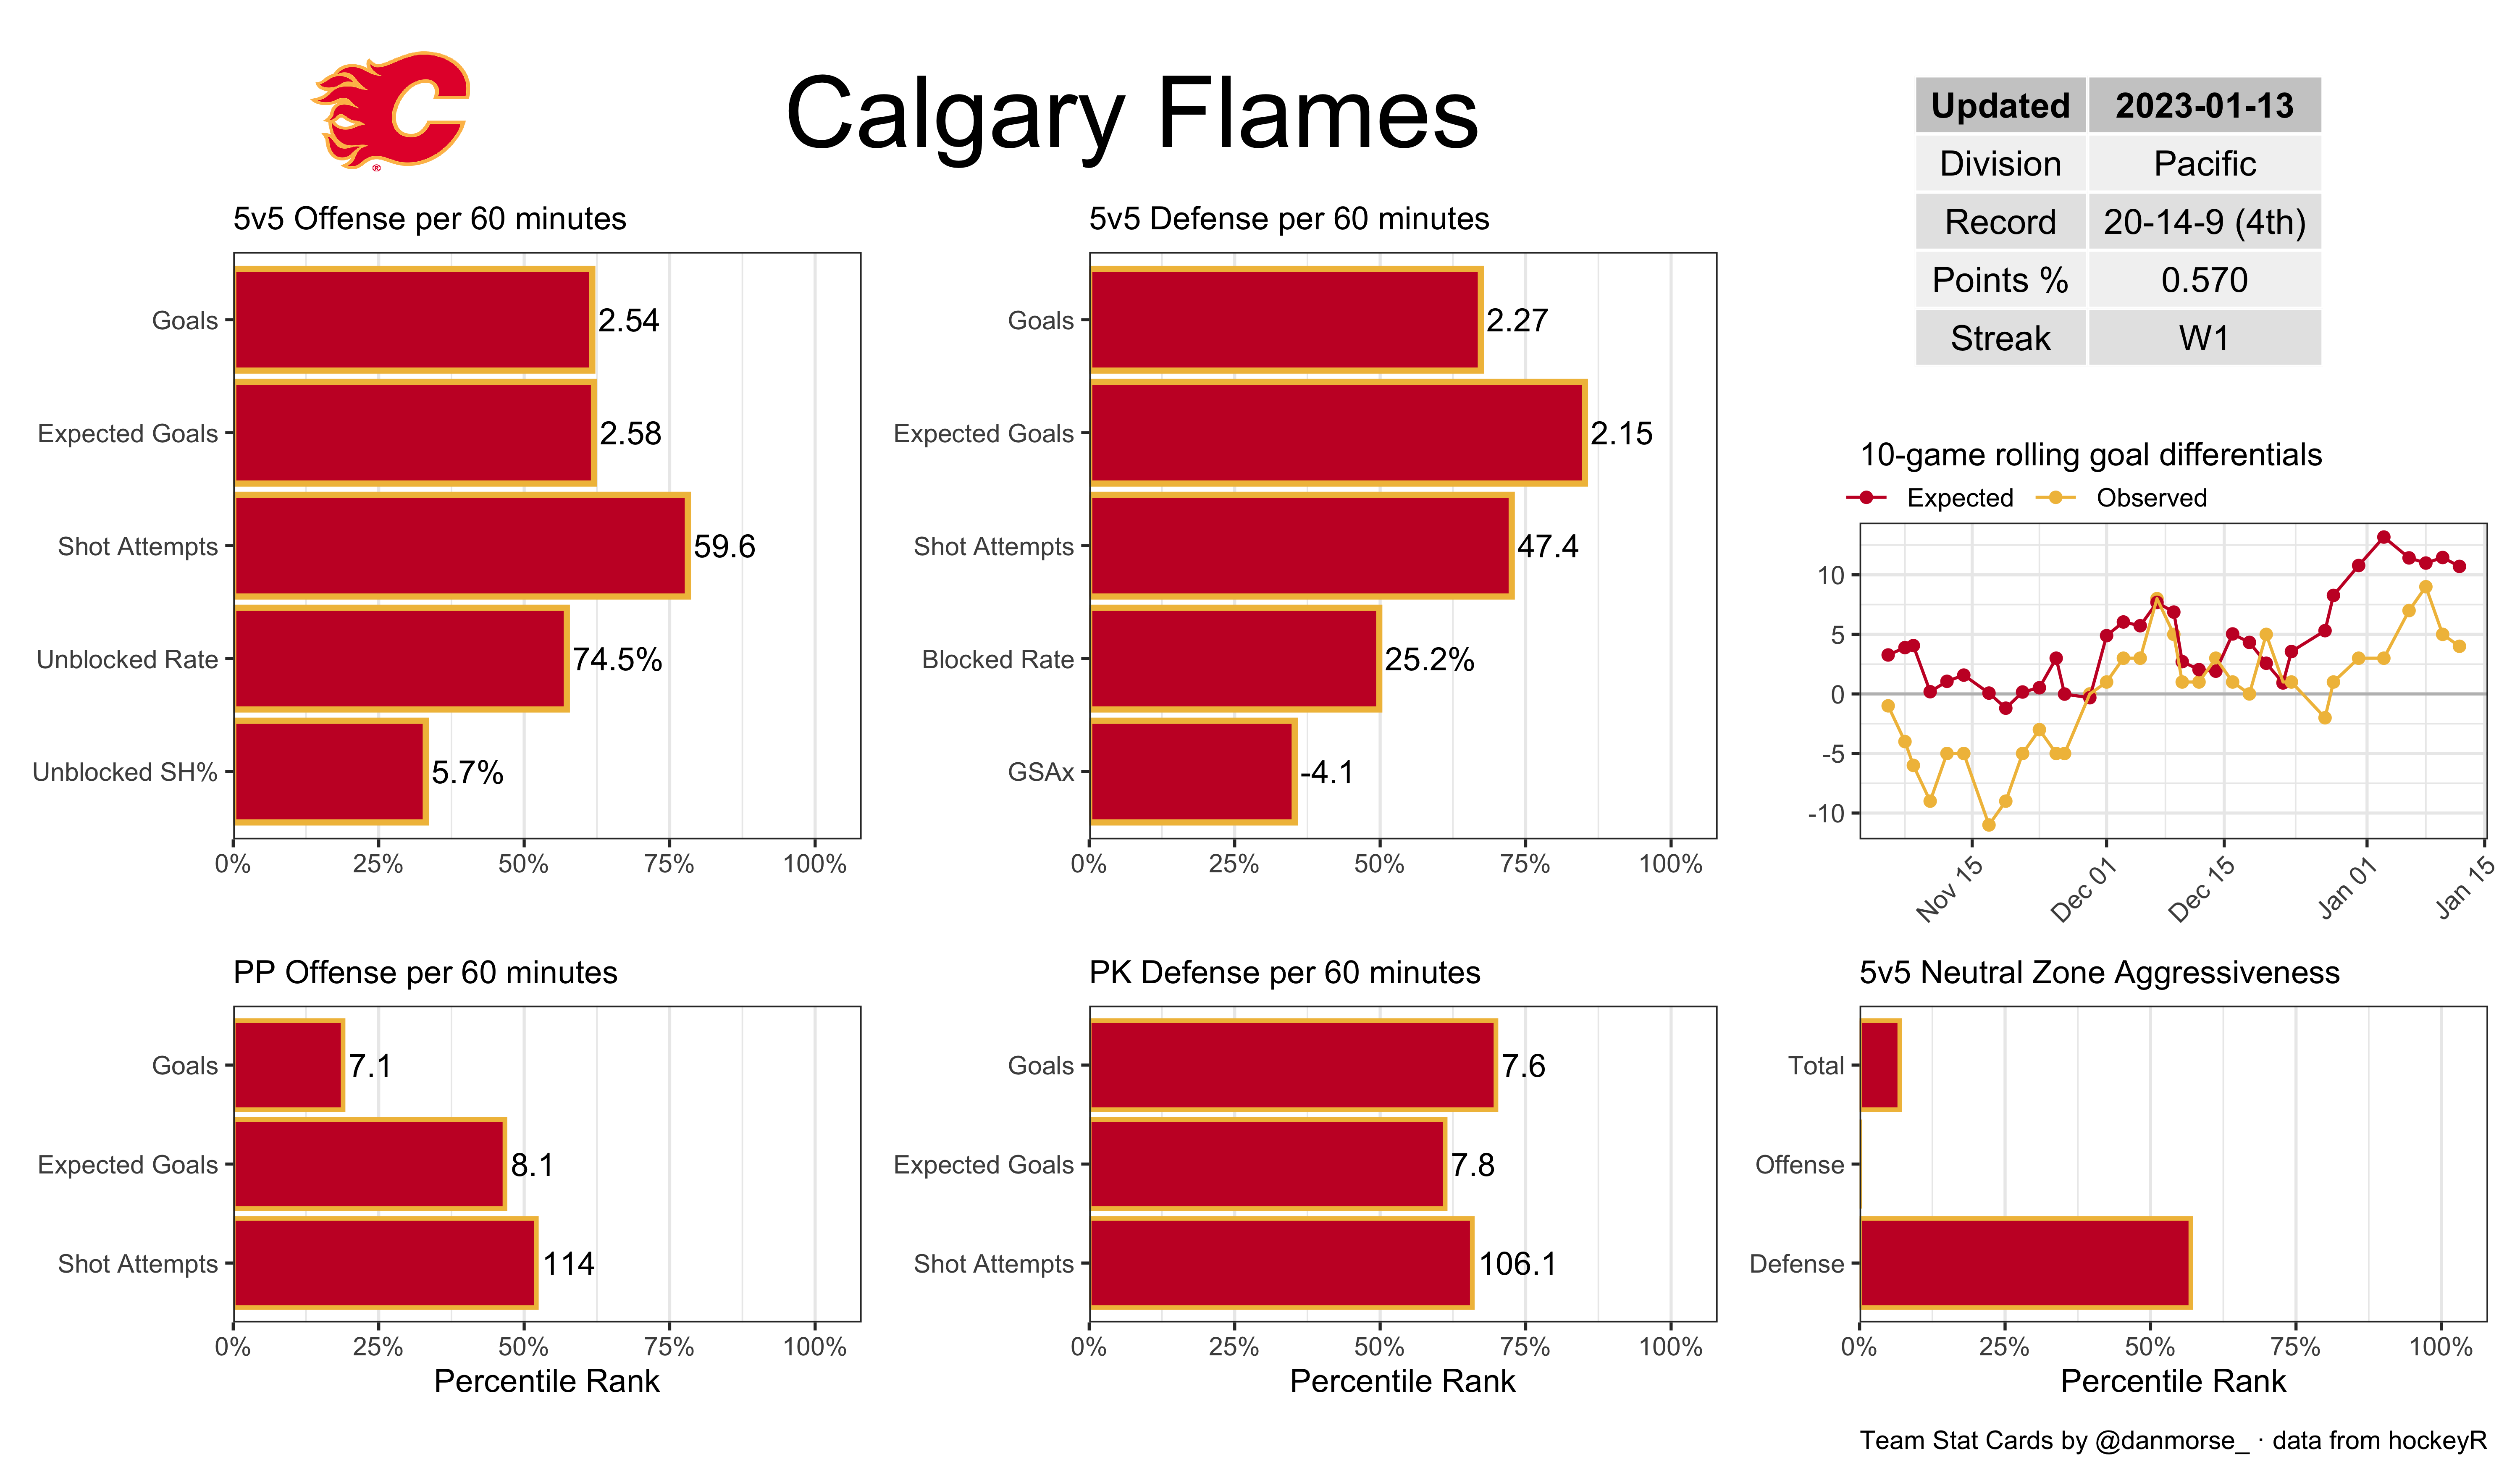 Calgary Flames
Updated 2023-01-13
Division Pacific
Record 20-14-9 (4th)
Points % 0.570
Streak W1
5v5 Offense per 60 minutes
Goals 2.54
Expected Goals 2.58
Shot Attempts 59.6
Unblocked Rate 74.5%
Unblocked SH% 5.7%
0% 25% 50% 75% 100%
5v5 Defense per 60 minutes
Goals 2.27
Expected Goals 2.15
Shot Attempts 47.4
Blocked Rate 25.2%
GSAx -4.1
0% 25% 50% 75% 100%
10-game rolling goal differentials
Expected Observed
10
5
0
-5
-10
Nov 15 Dec 01 Dec 15 Jan 01 Jan 15
PP Offense per 60 minutes
Goals 7.1
Expected Goals 8.1
Shot Attempts 114
0% 25% 50% 75% 100%
Percentile Rank
PK Defense per 60 minutes
Goals 7.6
Expected Goals 7.8
Shot Attempts 106.1
0% 25% 50% 75% 100%
Percentile Rank
5v5 Neutral Zone Aggressiveness
Total
Offense
Defense
0% 25% 50% 75% 100%
Percentile Rank
Team Stat Cards by @danmorse_ · data from hockeyR